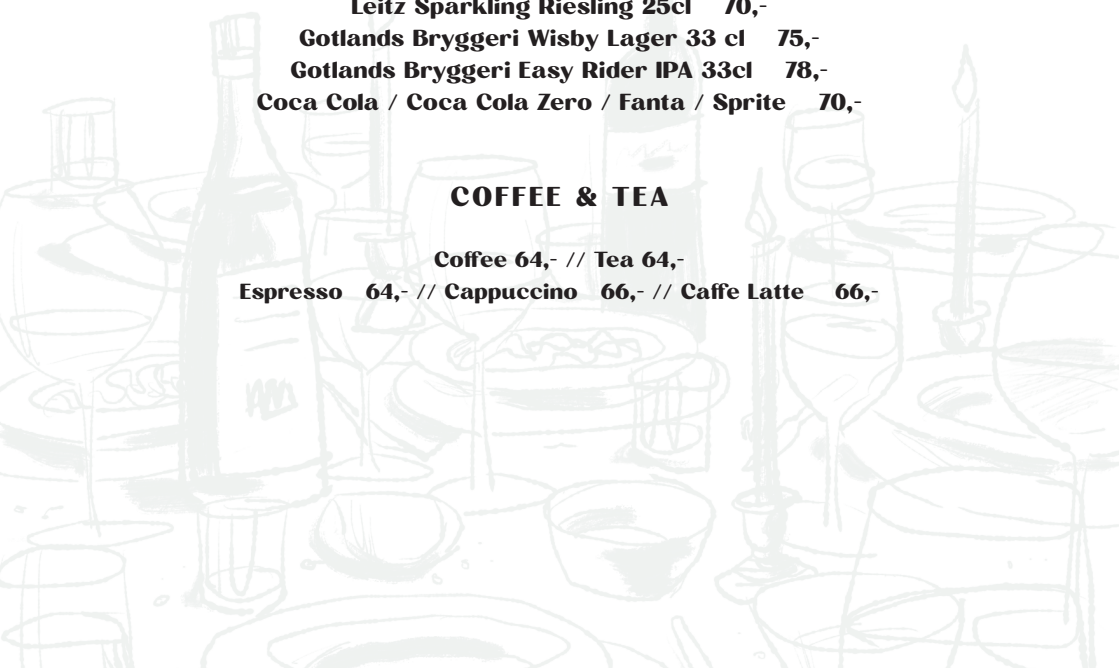 Leitz Sparkling Riesling 25cl 70,-
Gotlands Bryggeri Wisby Lager 33 cl 75,-
Gotlands Bryggeri Easy Rider IPA 33cl 78,-
Coca Cola / Coca Cola Zero / Fanta / Sprite 70,-
COFFEE & TEA
Coffee 64,- // Tea 64,-
Espresso 64,- // Cappuccino 66,- // Caffe Latte 66,-